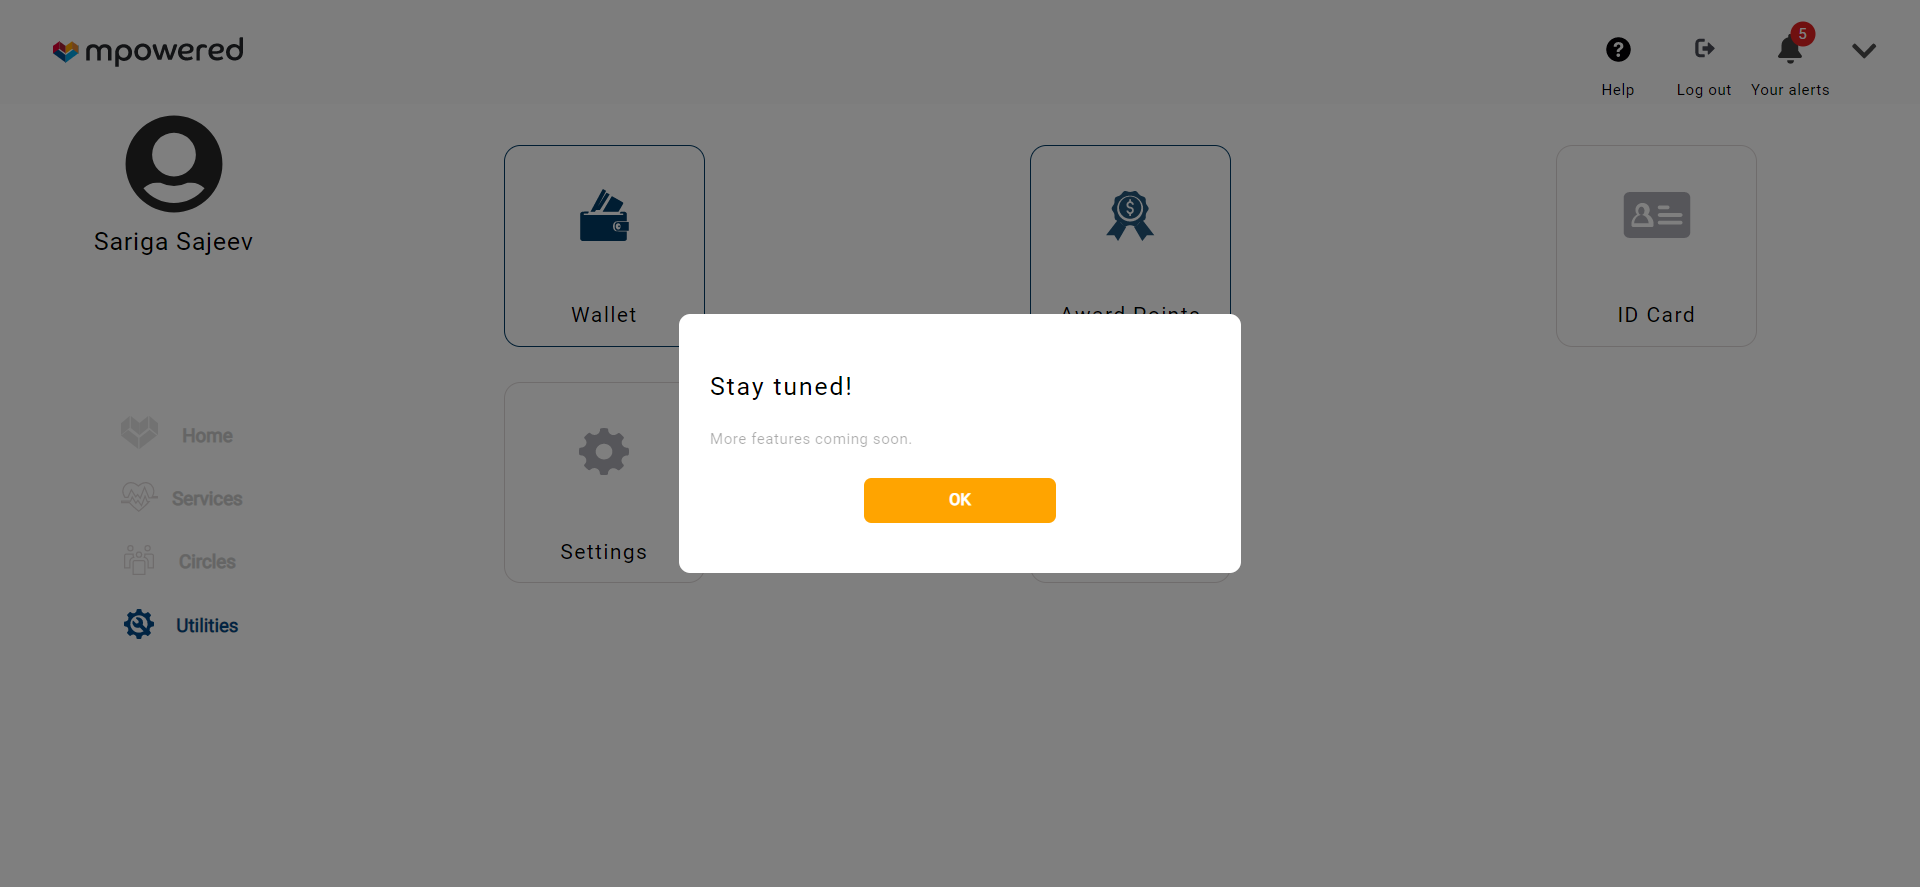 mpowered
5
Help
Log out
Your alerts
Sariga Sajeev
Wallet
Award Points
ID Card
Stay tuned!
More features coming soon.
OK
Home
Services
Circles
Utilities
Settings